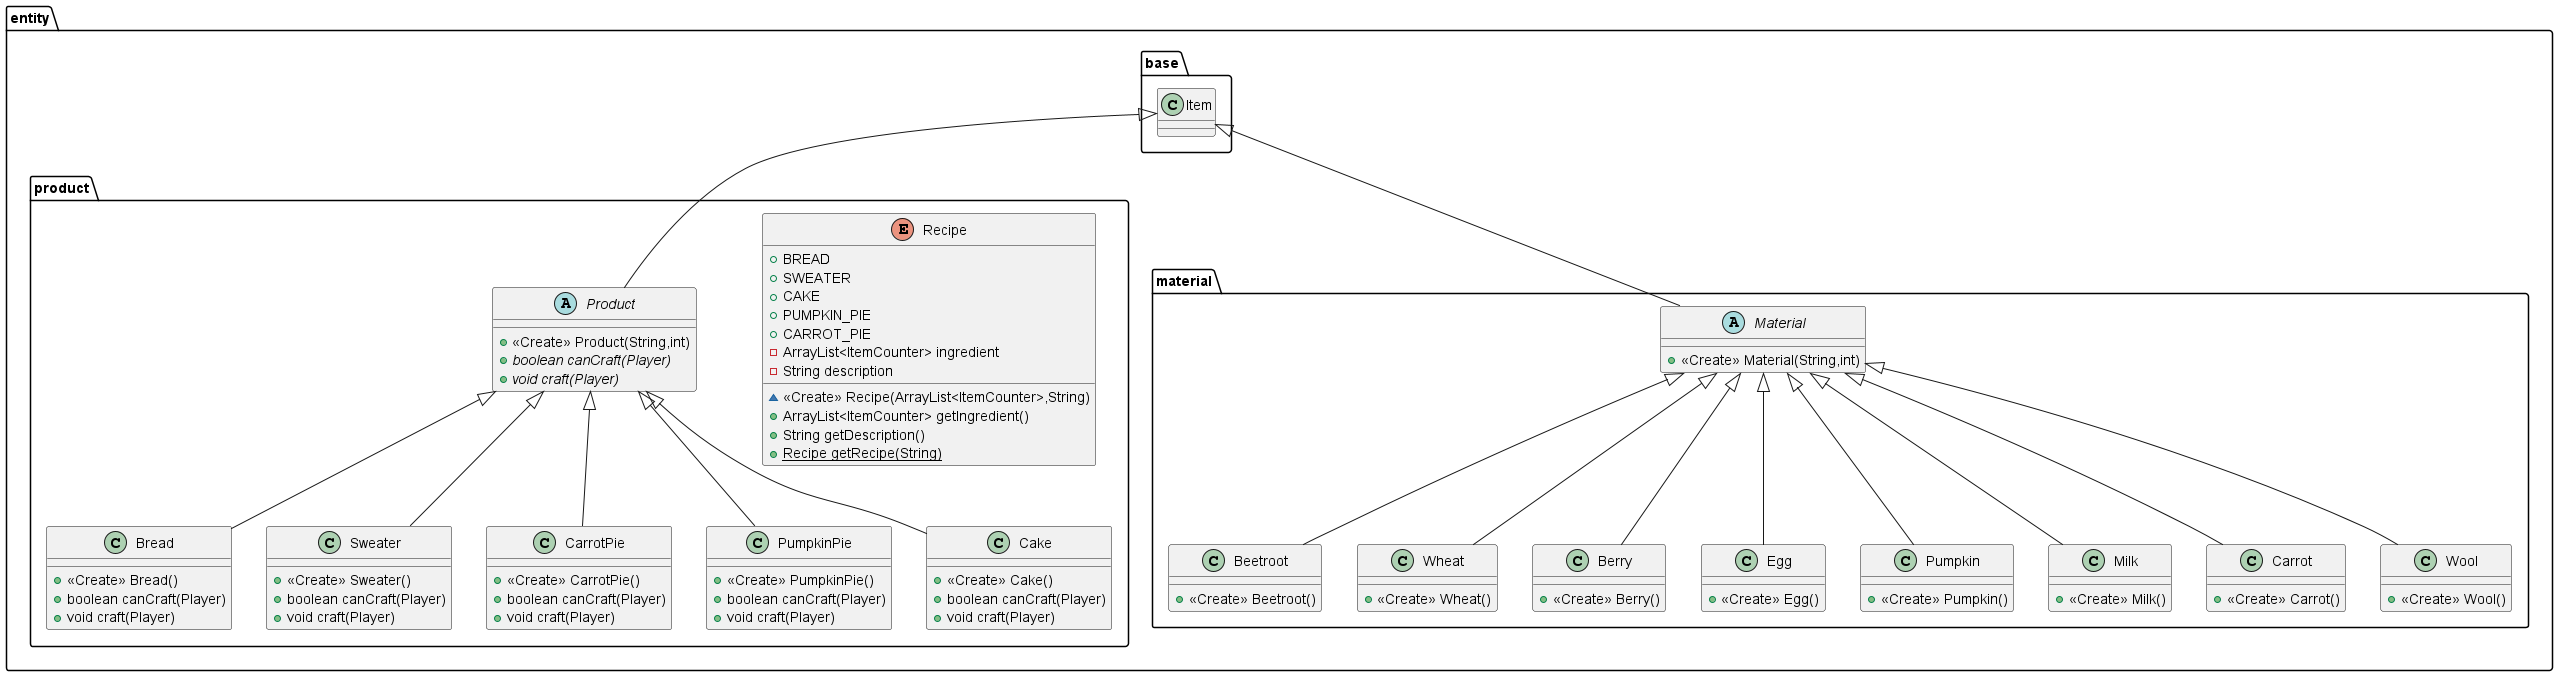 entity
base
C Item
product
E Recipe
BREAD
SWEATER
CAKE
PUMPKIN_PIE
CARROT_PIE
ArrayList<ItemCounter> ingredient
String description
«Create» Recipe(ArrayList<ItemCounter>,String)
ArrayList<ItemCounter> getIngredient()
String getDescription()
Recipe getRecipe(String)
A Product
«Create» Product(String,int)
boolean canCraft(Player)
void craft(Player)
C Bread
«Create» Bread()
boolean canCraft(Player)
void craft(Player)
C Sweater
«Create» Sweater()
boolean canCraft(Player)
void craft(Player)
C CarrotPie
«Create» CarrotPie()
boolean canCraft(Player)
void craft(Player)
C PumpkinPie
«Create» PumpkinPie()
boolean canCraft(Player)
void craft(Player)
C Cake
«Create» Cake()
boolean canCraft(Player)
void craft(Player)
material
A Material
«Create» Material(String,int)
C Beetroot
«Create» Beetroot()
C Wheat
«Create» Wheat()
C Berry
«Create» Berry()
C Egg
«Create» Egg()
C Pumpkin
«Create» Pumpkin()
C Milk
«Create» Milk()
C Carrot
«Create» Carrot()
C Wool
«Create» Wool()